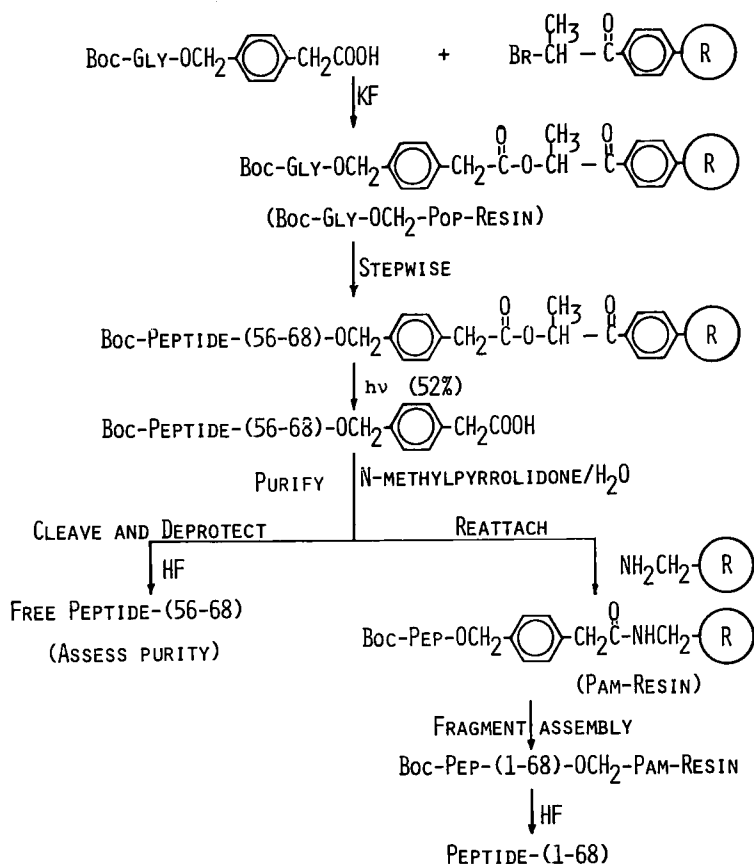 Boc-Gly-OCH2-CH2COOH + Br-CH-C-R
CH3 O
KF
Boc-Gly-OCH2-CH2-C-O-CH-C-R
O CH3 O
(Boc-Gly-OCH2-Pop-Resin)
Stepwise
Boc-Peptide-(56-68)-OCH2-CH2-C-O-CH-C-R
O CH3 O
hν (52%)
Boc-Peptide-(56-68)-OCH2-CH2COOH
Purify N-methylpyrrolidone/H2O
Cleave and Deprotect Reattach
HF NH2CH2-R
Free Peptide-(56-68)
(Assess purity)
O
Boc-Pep-OCH2-CH2C-NHCH2-R
(Pam-Resin)
Fragment assembly
Boc-Pep-(1-68)-OCH2-Pam-Resin
HF
Peptide-(1-68)